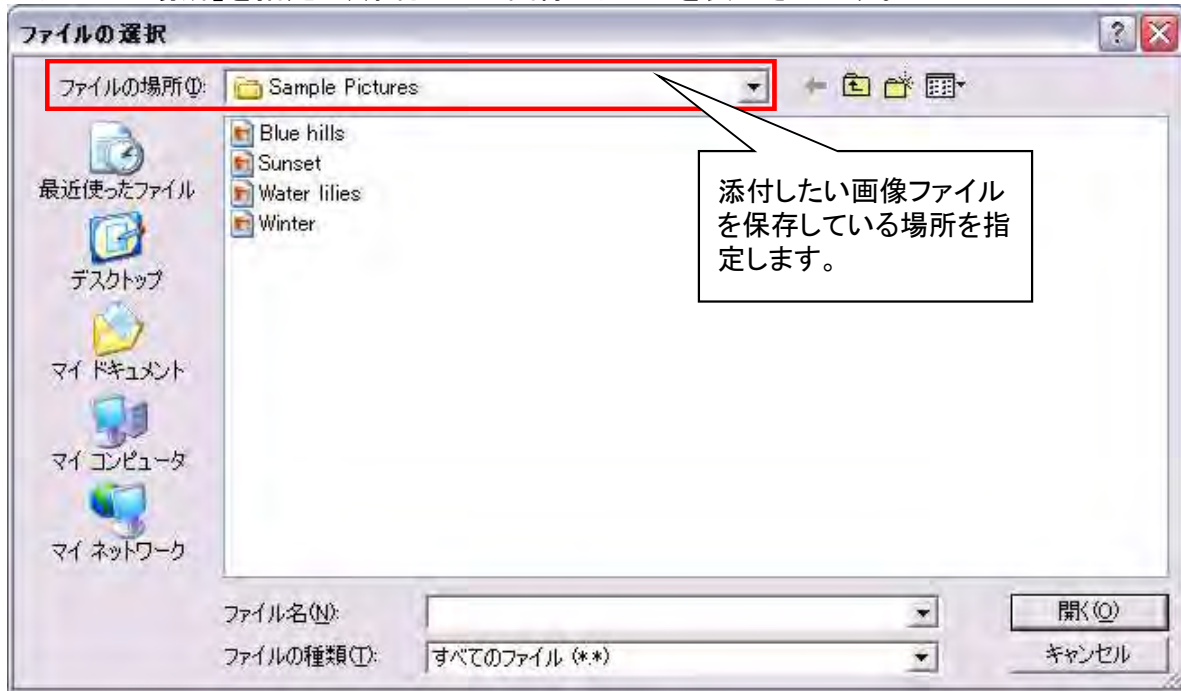 ファイルの選択
ファイルの場所(I):
Sample Pictures
Blue hills
Sunset
Water lilies
Winter
添付したい画像ファイル
を保存している場所を指
定します。
最近使ったファイル
デスクトップ
マイ ドキュメント
マイ コンピュータ
マイ ネットワーク
ファイル名(N):
開く(O)
ファイルの種類(T):
すべてのファイル (*.*)
キャンセル